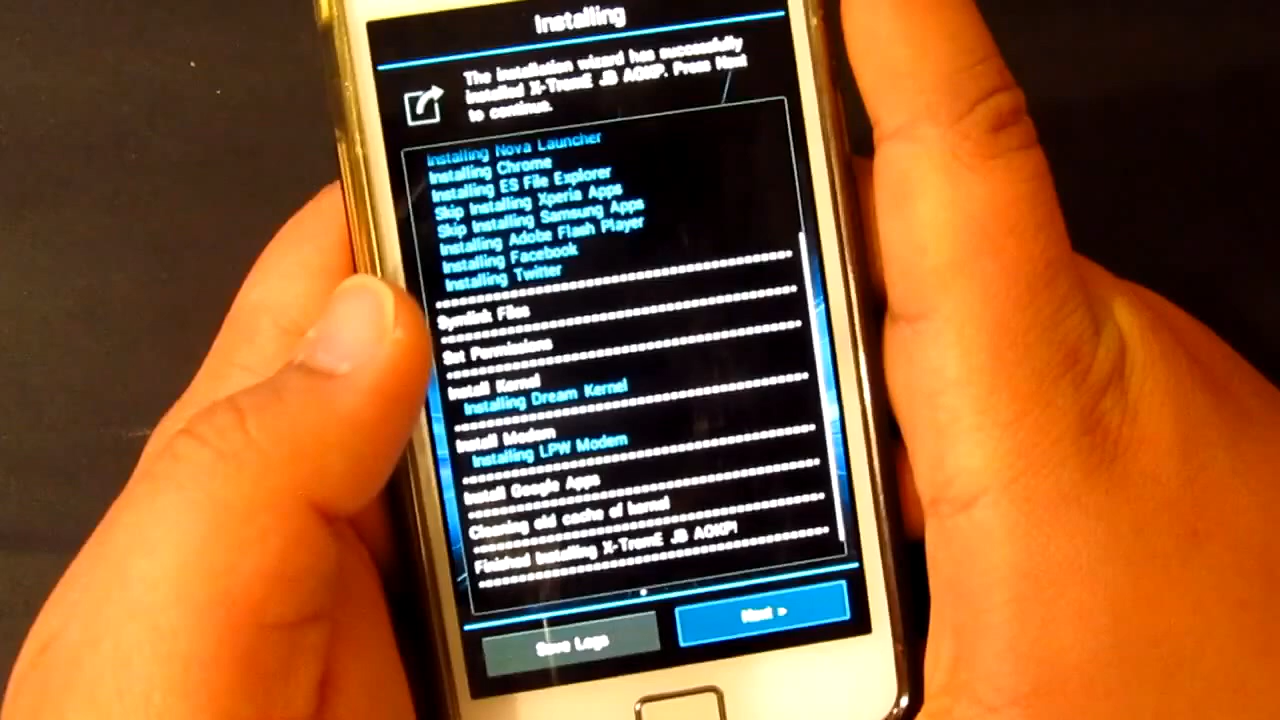 Installing
The installation wizard has successfully
installed X-TremE JB AOKP. Press Next
to continue.
Installing Nova Launcher
Installing Chrome
Installing ES File Explorer
Skip Installing Xperia Apps
Skip Installing Samsung Apps
Installing Adobe Flash Player
Installing Facebook
Installing Twitter
Symlink Files
Set Permissions
Install Kernel
Installing Dream Kernel
Install Modem
Installing LPW Modem
Install Google Apps
Cleaning old cache of kernel
Finished Installing X-TremE JB AOKP!
Save Logs
Next >